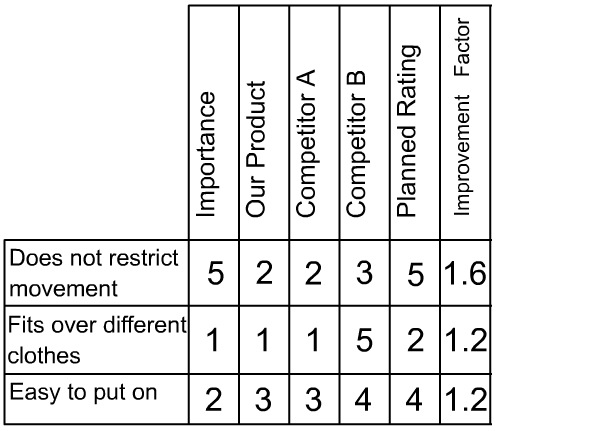 Importance
Our Product
Competitor A
Competitor B
Planned Rating
Improvement Factor
Does not restrict
movement
5 2 2 3 5 1.6
Fits over different
clothes
1 1 1 5 2 1.2
Easy to put on
2 3 3 4 4 1.2